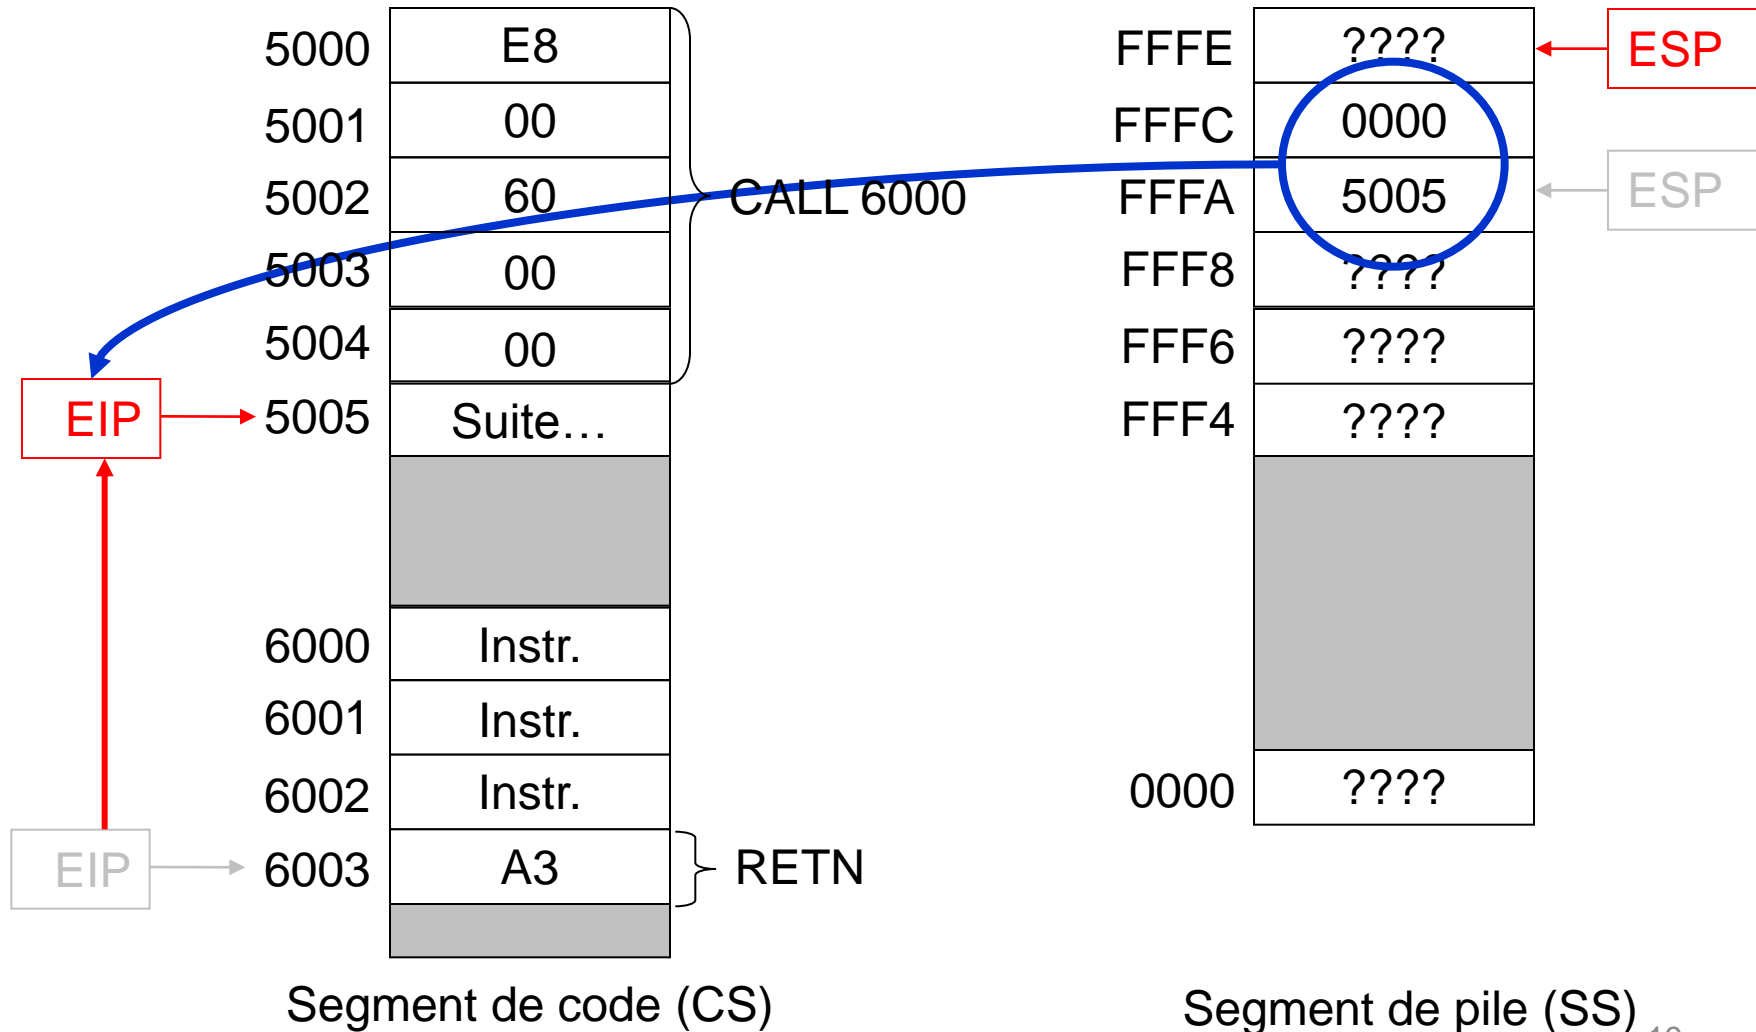 5000 E8 FFFE ???? ESP
5001 00 FFFC 0000
5002 60 CALL 6000 FFFA 5005 ESP
5003 00 FFF8 ????
5004 00 FFF6 ????
EIP 5005 Suite… FFF4 ????
6000 Instr.
6001 Instr.
6002 Instr. 0000 ????
EIP 6003 A3 RETN
Segment de code (CS) Segment de pile (SS)